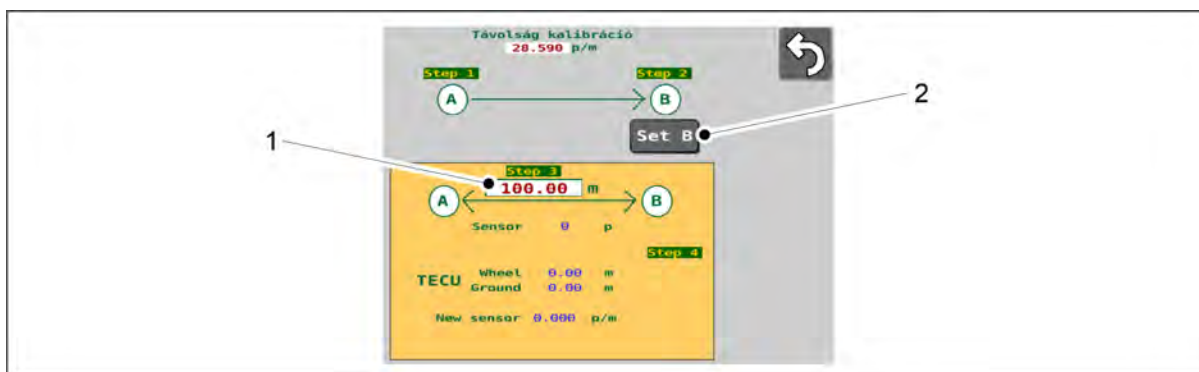 Távolság kalibráció
28.590 p/m
Step 1
Step 2
A
B
Set B
2
1
Step 3
100.00 m
A
B
Sensor 0 p
Step 4
TECU
Wheel 0.00 m
Ground 0.00 m
New sensor 0.000 p/m